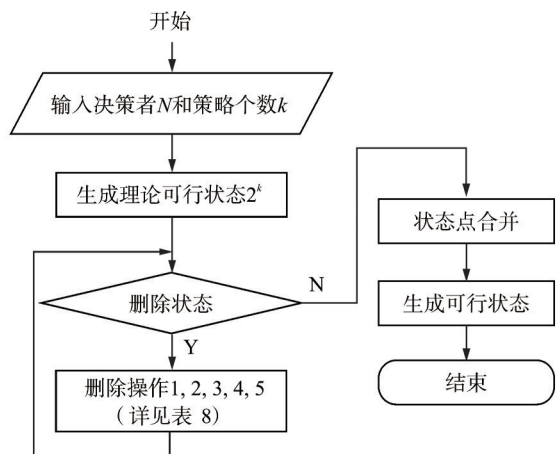 开始
输入决策者N和策略个数k
生成理论可行状态2^k
删除状态
N
Y
删除操作1, 2, 3, 4, 5
（详见表 8）
状态点合并
生成可行状态
结束